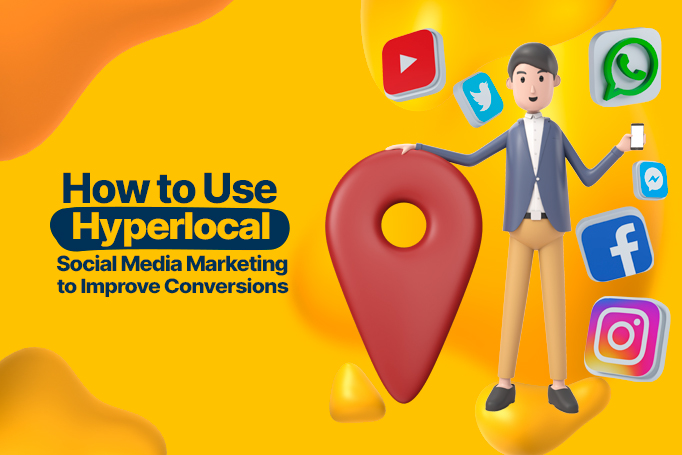 How to Use
Hyperlocal
Social Media Marketing
to Improve Conversions